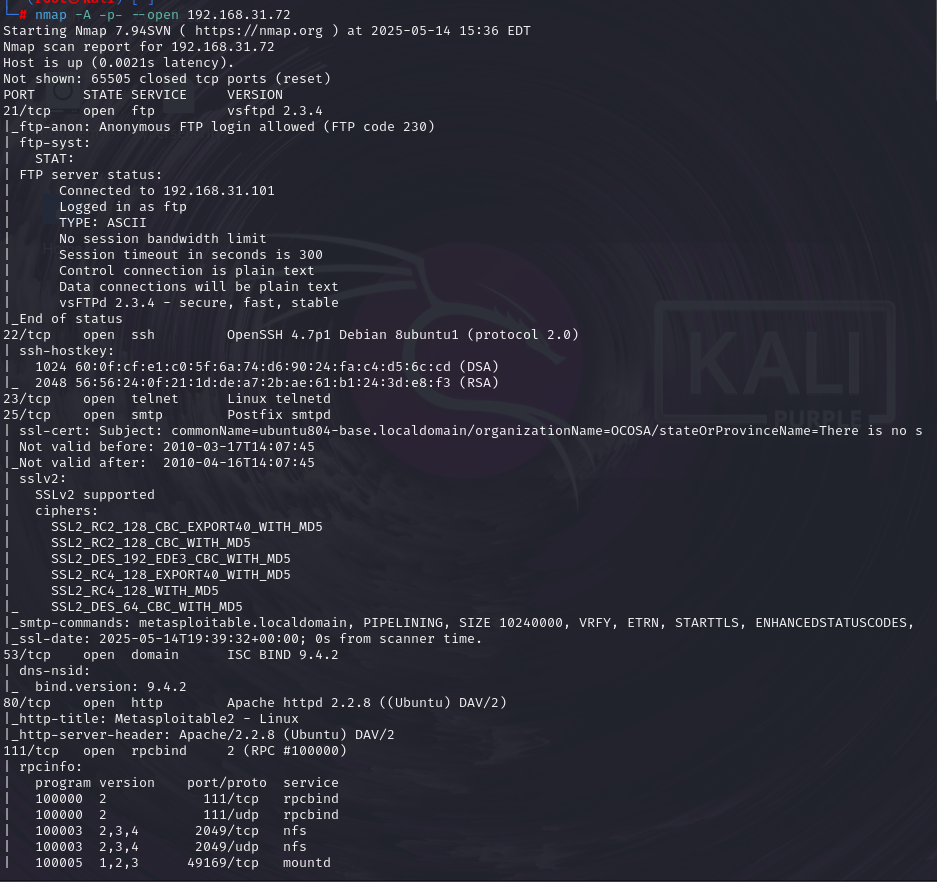 (root㉿kali)-[~]
└─# nmap -A -p- --open 192.168.31.72
Starting Nmap 7.94SVN ( https://nmap.org ) at 2025-05-14 15:36 EDT
Nmap scan report for 192.168.31.72
Host is up (0.0021s latency).
Not shown: 65505 closed tcp ports (reset)
PORT      STATE SERVICE     VERSION
21/tcp    open  ftp         vsftpd 2.3.4
|_ftp-anon: Anonymous FTP login allowed (FTP code 230)
| ftp-syst:
|   STAT:
| FTP server status:
|      Connected to 192.168.31.101
|      Logged in as ftp
|      TYPE: ASCII
|      No session bandwidth limit
|      Session timeout in seconds is 300
|      Control connection is plain text
|      Data connections will be plain text
|      vsFTPd 2.3.4 - secure, fast, stable
|_End of status
22/tcp    open  ssh         OpenSSH 4.7p1 Debian 8ubuntu1 (protocol 2.0)
| ssh-hostkey:
|   1024 60:0f:cf:e1:c0:5f:6a:74:d6:90:24:fa:c4:d5:6c:cd (DSA)
|_  2048 56:56:24:0f:21:1d:de:a7:2b:ae:61:b1:24:3d:e8:f3 (RSA)
23/tcp    open  telnet      Linux telnetd
25/tcp    open  smtp        Postfix smtpd
| ssl-cert: Subject: commonName=ubuntu804-base.localdomain/organizationName=OCOSA/stateOrProvinceName=There is no s
| Not valid before: 2010-03-17T14:07:45
|_Not valid after:  2010-04-16T14:07:45
| sslv2:
|   SSLv2 supported
|   ciphers:
|     SSL2_RC2_128_CBC_EXPORT40_WITH_MD5
|     SSL2_RC2_128_CBC_WITH_MD5
|     SSL2_DES_192_EDE3_CBC_WITH_MD5
|     SSL2_RC4_128_EXPORT40_WITH_MD5
|     SSL2_RC4_128_WITH_MD5
|_    SSL2_DES_64_CBC_WITH_MD5
|_smtp-commands: metasploitable.localdomain, PIPELINING, SIZE 10240000, VRFY, ETRN, STARTTLS, ENHANCEDSTATUSCODES,
|_ssl-date: 2025-05-14T19:39:32+00:00; 0s from scanner time.
53/tcp    open  domain      ISC BIND 9.4.2
| dns-nsid:
|_  bind.version: 9.4.2
80/tcp    open  http        Apache httpd 2.2.8 ((Ubuntu) DAV/2)
|_http-title: Metasploitable2 - Linux
|_http-server-header: Apache/2.2.8 (Ubuntu) DAV/2
111/tcp   open  rpcbind     2 (RPC #100000)
| rpcinfo:
|   program version    port/proto  service
|   100000  2            111/tcp   rpcbind
|   100000  2            111/udp   rpcbind
|   100003  2,3,4       2049/tcp   nfs
|   100003  2,3,4       2049/udp   nfs
|   100005  1,2,3      49169/tcp   mountd
KALI
PURPLE